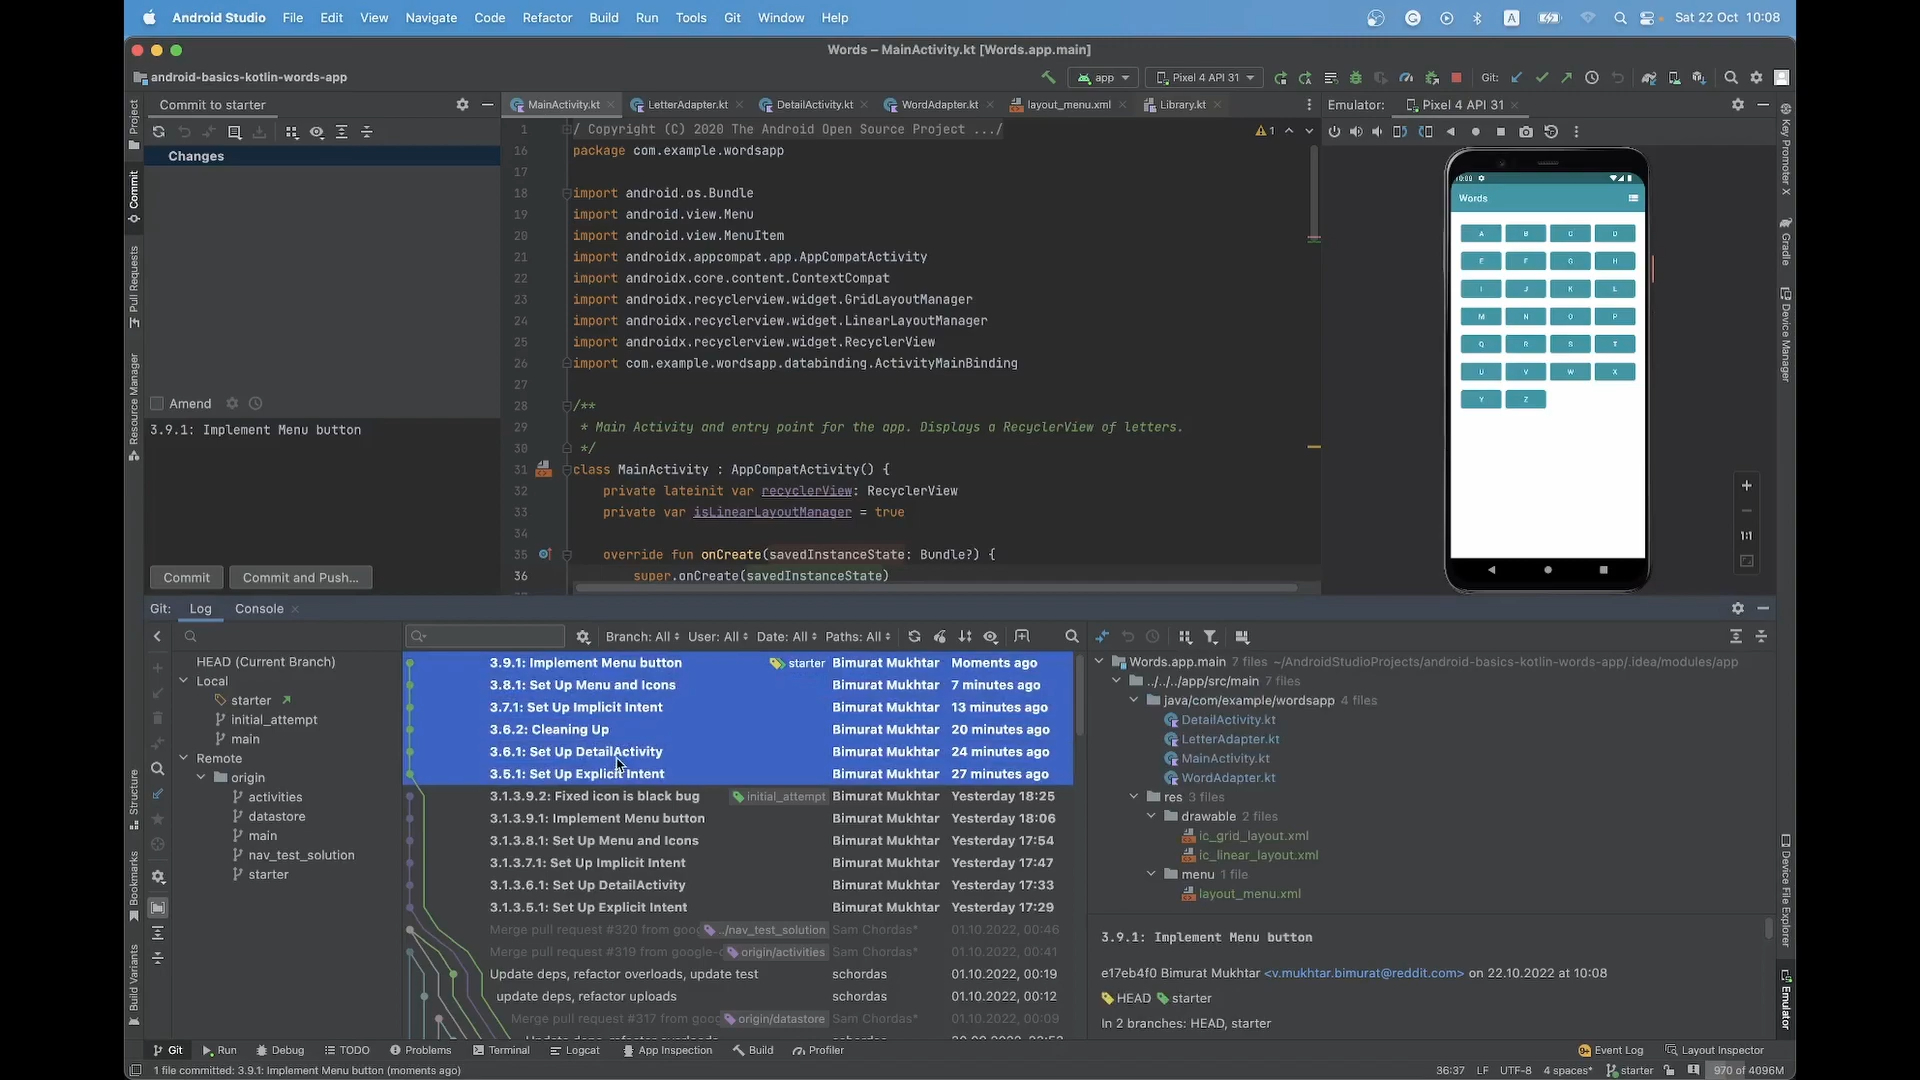 Android Studio File Edit View Navigate Code Refactor Build Run Tools Git Window Help
A Sat 22 Oct 10:08
Words – MainActivity.kt [Words.app.main]
android-basics-kotlin-words-app
app
Pixel 4 API 31
Git:
Commit to starter
MainActivity.kt LetterAdapter.kt DetailActivity.kt WordAdapter.kt layout_menu.xml Library.kt
Emulator: Pixel 4 API 31
Project
Commit
Pull Requests
Resource Manager
Structure
Bookmarks
Build Variants
Changes
Amend
3.9.1: Implement Menu button
Commit Commit and Push...
1 / Copyright (C) 2020 The Android Open Source Project .../
1
16 package com.example.wordsapp
17
18 import android.os.Bundle
19 import android.view.Menu
20 import android.view.MenuItem
21 import androidx.appcompat.app.AppCompatActivity
22 import androidx.core.content.ContextCompat
23 import androidx.recyclerview.widget.GridLayoutManager
24 import androidx.recyclerview.widget.LinearLayoutManager
25 import androidx.recyclerview.widget.RecyclerView
26 import com.example.wordsapp.databinding.ActivityMainBinding
27
28 /**
29 * Main Activity and entry point for the app. Displays a RecyclerView of letters.
30 */
31 class MainActivity : AppCompatActivity() {
32 private lateinit var recyclerView: RecyclerView
33 private var isLinearLayoutManager = true
34
35 override fun onCreate(savedInstanceState: Bundle?) {
36 super.onCreate(savedInstanceState)
Words
A B C D
E F G H
I J K L
M N O P
Q R S T
U V W X
Y Z
1:1
Key Promoter X
Gradle
Device Manager
Device File Explorer
Emulator
Git: Log Console
HEAD (Current Branch)
Local
starter
initial_attempt
main
Remote
origin
activities
datastore
main
nav_test_solution
starter
Branch: All User: All Date: All Paths: All
3.9.1: Implement Menu button starter Bimurat Mukhtar Moments ago
3.8.1: Set Up Menu and Icons Bimurat Mukhtar 7 minutes ago
3.7.1: Set Up Implicit Intent Bimurat Mukhtar 13 minutes ago
3.6.2: Cleaning Up Bimurat Mukhtar 20 minutes ago
3.6.1: Set Up DetailActivity Bimurat Mukhtar 24 minutes ago
3.5.1: Set Up Explicit Intent Bimurat Mukhtar 27 minutes ago
3.1.3.9.2: Fixed icon is black bug initial_attempt Bimurat Mukhtar Yesterday 18:25
3.1.3.9.1: Implement Menu button Bimurat Mukhtar Yesterday 18:06
3.1.3.8.1: Set Up Menu and Icons Bimurat Mukhtar Yesterday 17:54
3.1.3.7.1: Set Up Implicit Intent Bimurat Mukhtar Yesterday 17:47
3.1.3.6.1: Set Up DetailActivity Bimurat Mukhtar Yesterday 17:33
3.1.3.5.1: Set Up Explicit Intent Bimurat Mukhtar Yesterday 17:29
Merge pull request #320 from goo ../nav_test_solution Sam Chordas* 01.10.2022, 00:46
Merge pull request #319 from google- origin/activities Sam Chordas* 01.10.2022, 00:41
Update deps, refactor overloads, update test schordas 01.10.2022, 00:19
update deps, refactor uploads schordas 01.10.2022, 00:12
Merge pull request #317 from goo origin/datastore Sam Chordas* 01.10.2022, 00:09
Words.app.main 7 files ~/AndroidStudioProjects/android-basics-kotlin-words-app/.idea/modules/app
../../../app/src/main 7 files
java/com/example/wordsapp 4 files
DetailActivity.kt
LetterAdapter.kt
MainActivity.kt
WordAdapter.kt
res 3 files
drawable 2 files
ic_grid_layout.xml
ic_linear_layout.xml
menu 1 file
layout_menu.xml
3.9.1: Implement Menu button
e17eb4f0 Bimurat Mukhtar <v.mukhtar.bimurat@reddit.com> on 22.10.2022 at 10:08
HEAD starter
In 2 branches: HEAD, starter
Git Run Debug TODO Problems Terminal Logcat App Inspection Build Profiler Event Log Layout Inspector
1 file committed: 3.9.1: Implement Menu button (moments ago) 36:37 LF UTF-8 4 spaces* starter 970 of 4096M